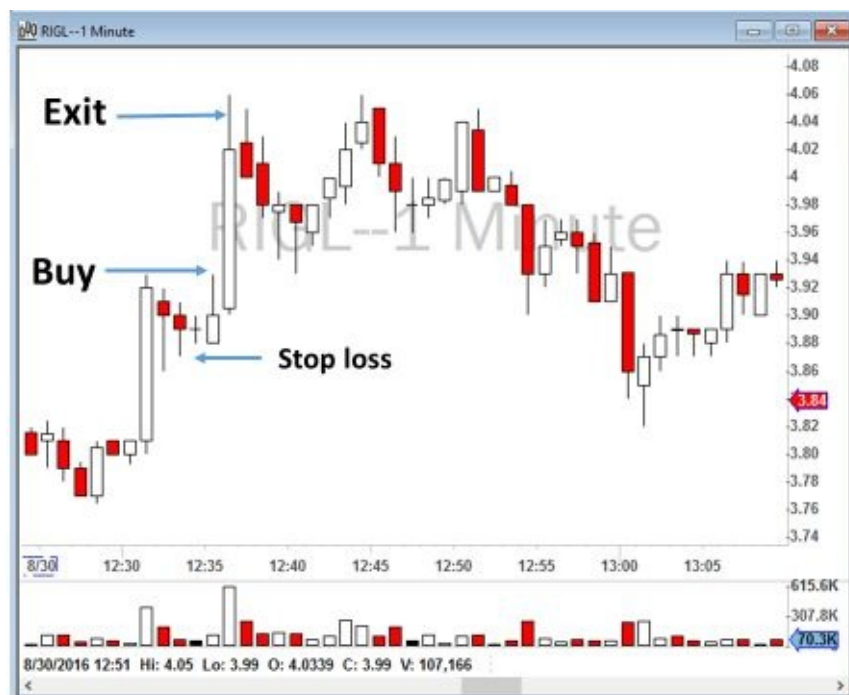 RIGL--1 Minute
4.08
4.06
Exit
4.04
4.02
4
3.98
RIGL--1 Minute
3.96
Buy
3.94
3.92
3.90
3.88
Stop loss
3.86
3.84
3.82
3.80
3.78
3.76
3.74
8/30 12:30 12:35 12:40 12:45 12:50 12:55 13:00 13:05
615.6K
307.8K
70.3K
8/30/2016 12:51 Hi: 4.05 Lo: 3.99 O: 4.0339 C: 3.99 V: 107,166